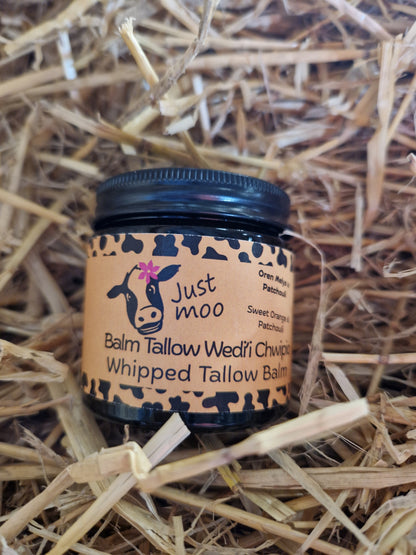 Just
moo
Oren Melys
Patchouli
Sweet Orange &
Patchouli
Balm Tallow Wedi'i Chwipio
Whipped Tallow Balm